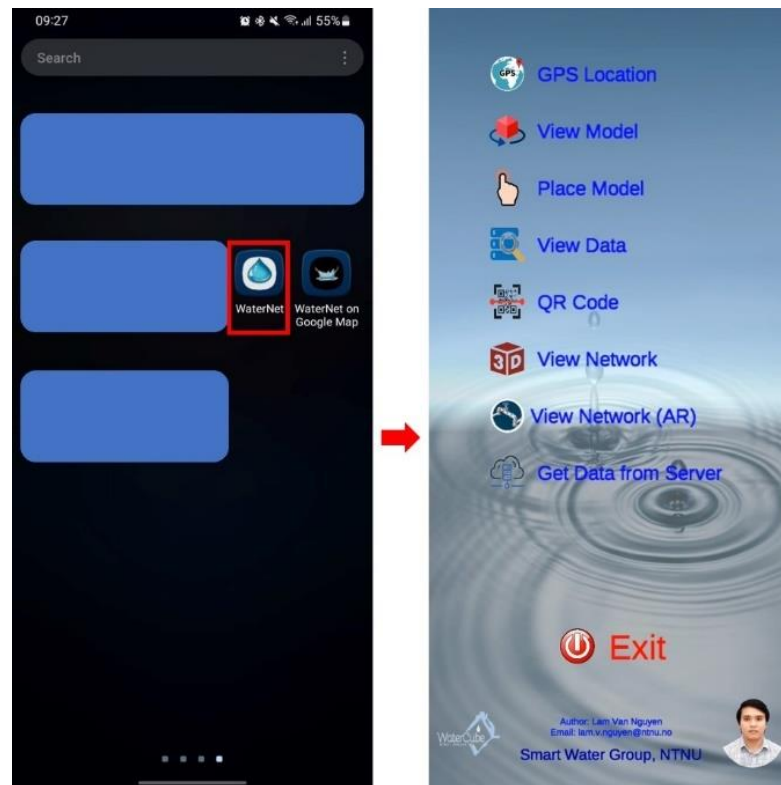 09:27
55%
Search
WaterNet
WaterNet on
Google Map
GPS
GPS Location
View Model
Place Model
View Data
QR Code
3D
View Network
View Network (AR)
Get Data from Server
Exit
Author: Lam Van Nguyen
Email: lam.v.nguyen@ntnu.no
WaterCube
Smart Water Group, NTNU